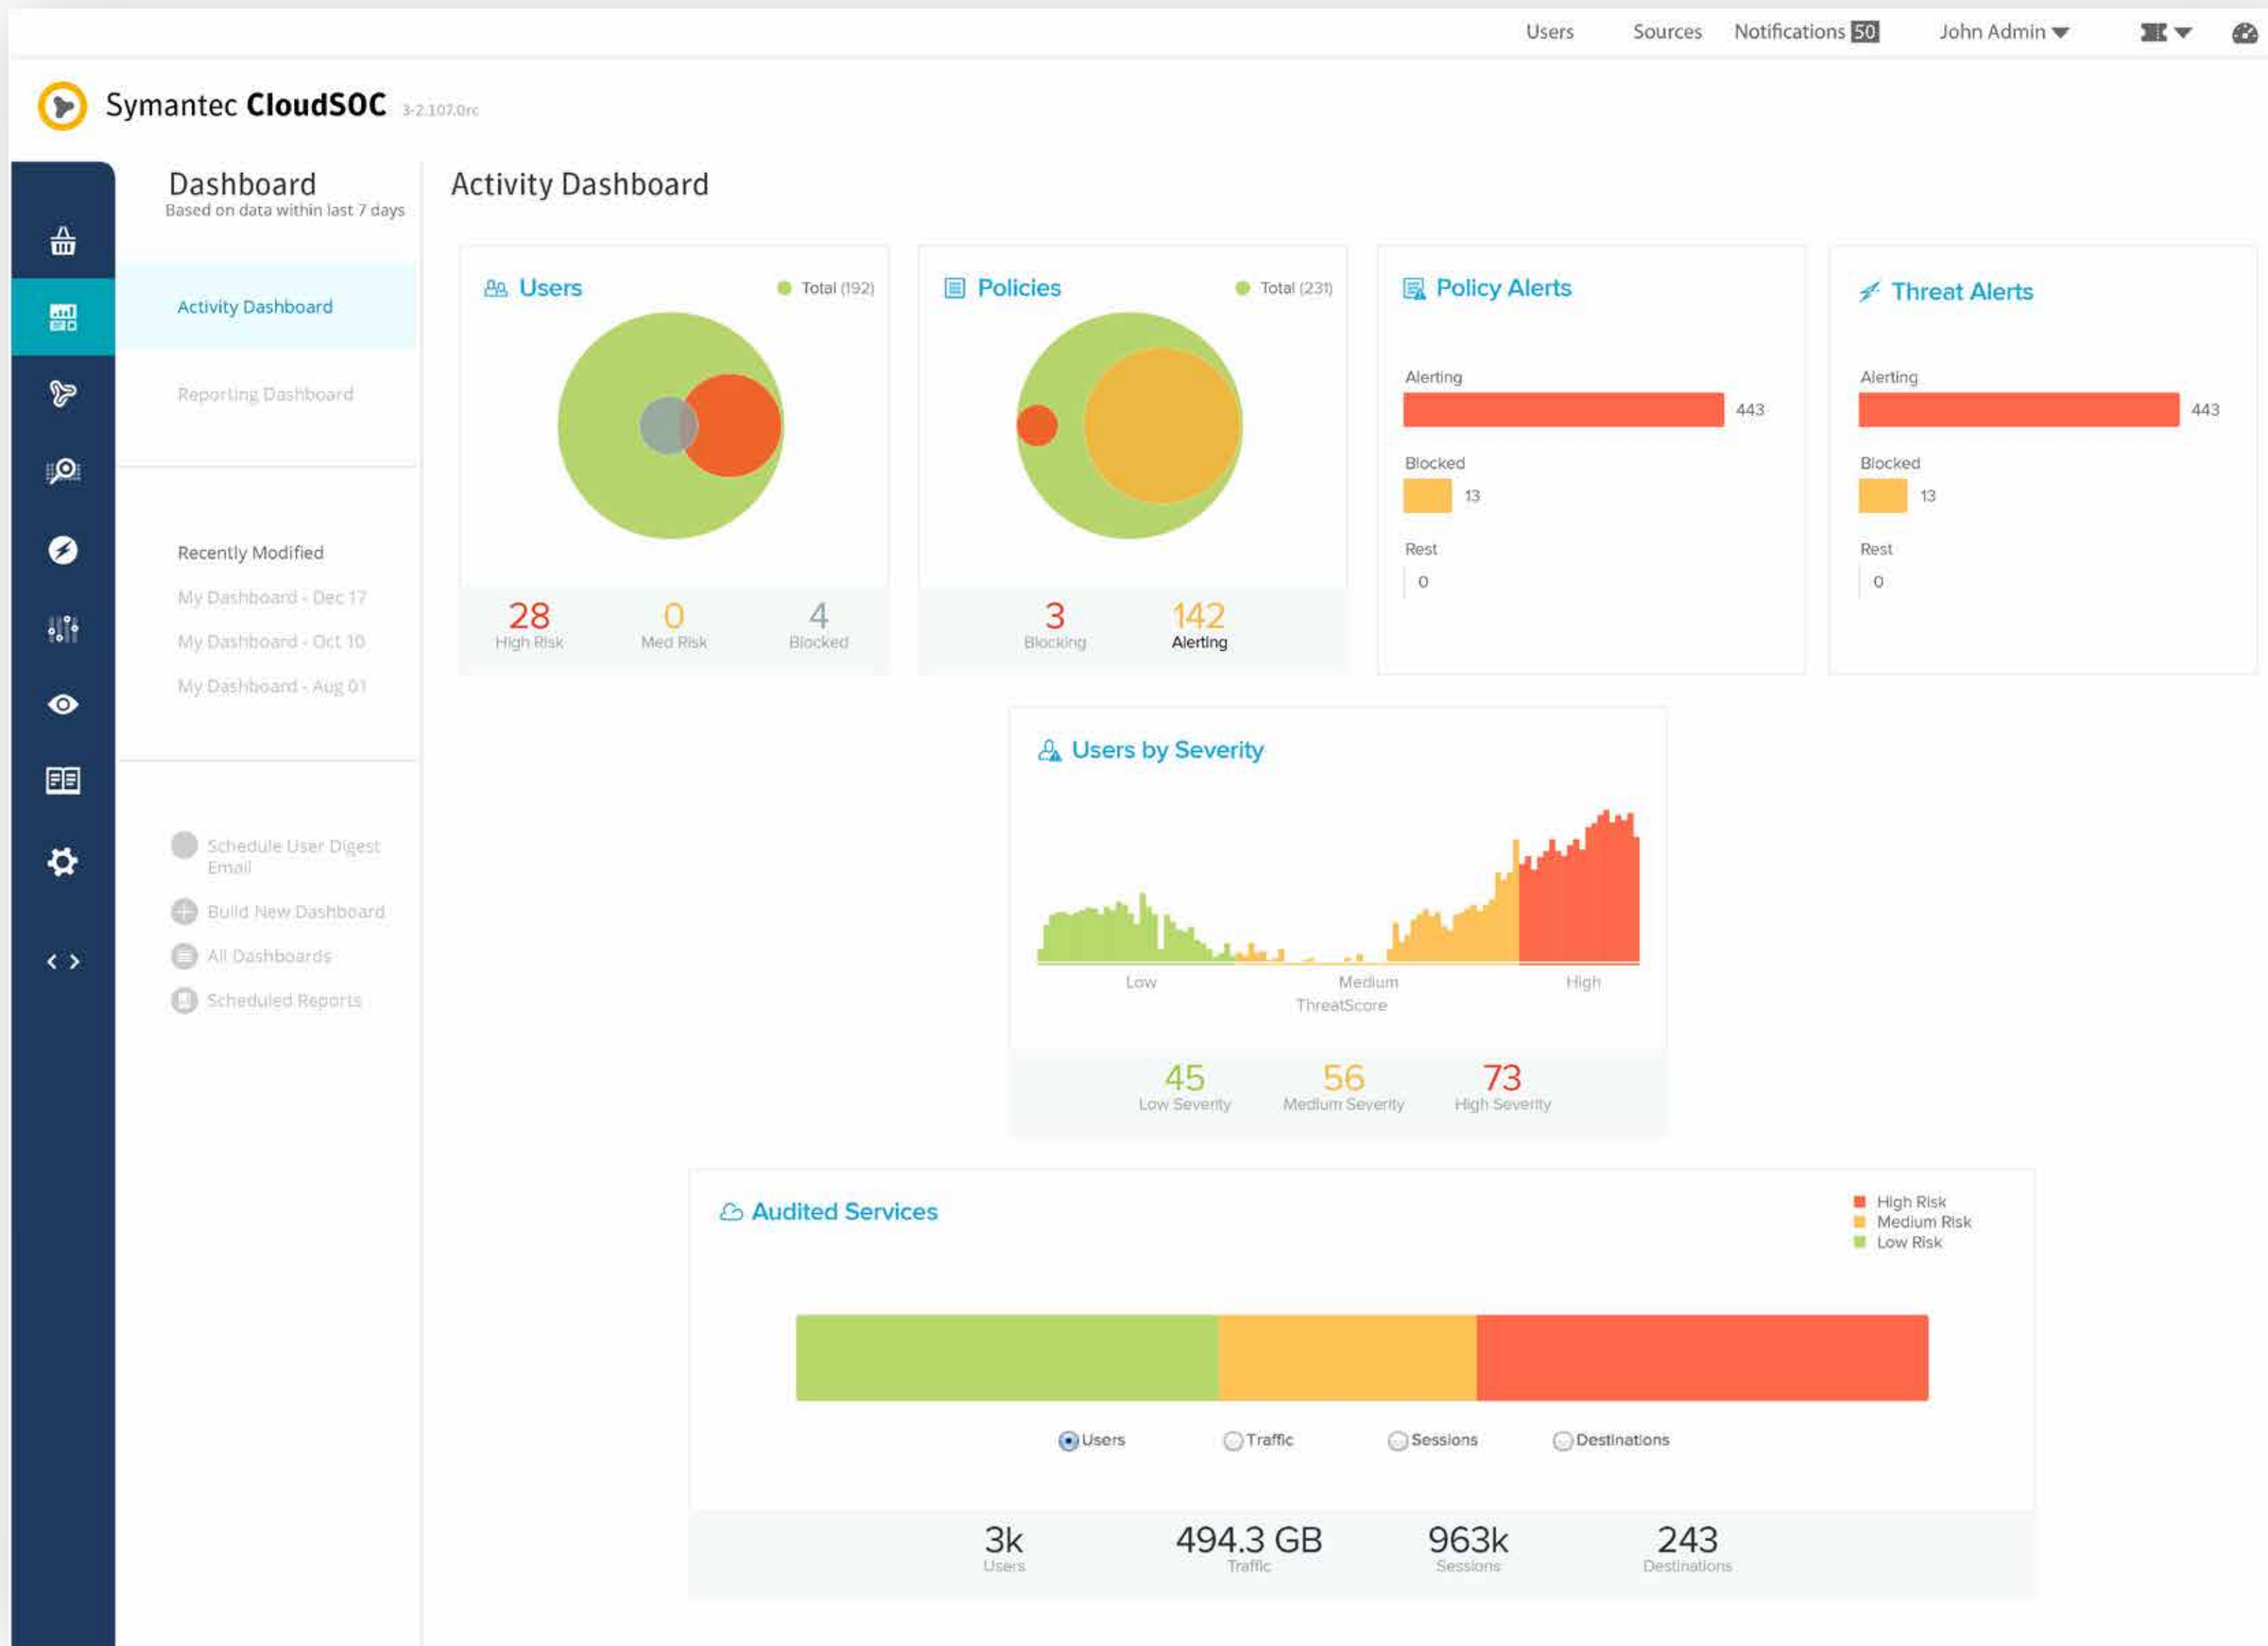 Users Sources Notifications 50 John Admin
Symantec CloudSOC 3-2.107.0rc
Dashboard
Based on data within last 7 days
Activity Dashboard
Reporting Dashboard
Recently Modified
My Dashboard - Dec 17
My Dashboard - Oct 10
My Dashboard - Aug 01
Schedule User Digest
Email
Build New Dashboard
All Dashboards
Scheduled Reports
Activity Dashboard
Users Total (192)
28 0 4
High Risk Med Risk Blocked
Policies Total (231)
3 142
Blocking Alerting
Policy Alerts
Alerting
443
Blocked
13
Rest
0
Threat Alerts
Alerting
443
Blocked
13
Rest
0
Users by Severity
Low Medium High
ThreatScore
45 56 73
Low Severity Medium Severity High Severity
Audited Services
High Risk
Medium Risk
Low Risk
Users Traffic Sessions Destinations
3k 494.3 GB 963k 243
Users Traffic Sessions Destinations